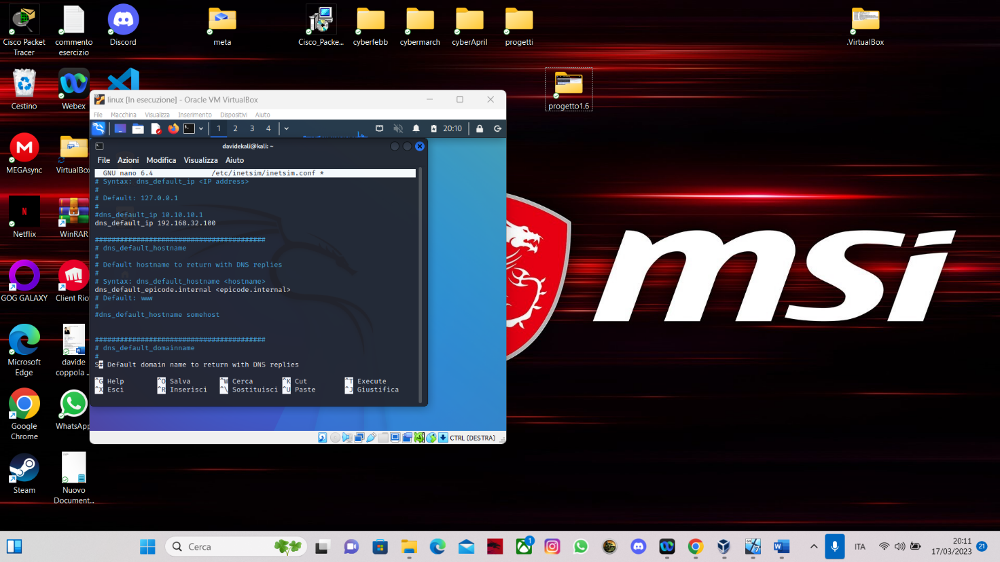 Cisco Packet
Tracer
commento
esercizio
Discord
meta
Cisco_Packe...
cyberfebb
cybermarch
cyberApril
progetti
.VirtualBox
Cestino
Webex
progetto1.6
MEGAsync
VirtualBox
N
Netflix
WinRAR
GOG GALAXY
Client Rio
Microsoft
Edge
davide
coppola ...
Google
Chrome
WhatsApp
Steam
Nuovo
Document...
linux [In esecuzione] - Oracle VM VirtualBox
File Macchina Visualizza Inserimento Dispositivi Aiuto
1 2 3 4 20:10
davidekali@kali: ~
File Azioni Modifica Visualizza Aiuto
GNU nano 6.4 /etc/inetsim/inetsim.conf *
# Syntax: dns_default_ip <IP address>
#
# Default: 127.0.0.1
#
#dns_default_ip 10.10.10.1
dns_default_ip 192.168.32.100
#########################################
# dns_default_hostname
#
# Default hostname to return with DNS replies
#
# Syntax: dns_default_hostname <hostname>
dns_default_epicode.internal <epicode.internal>
# Default: www
#
#dns_default_hostname somehost
#########################################
# dns_default_domainname
#
S# Default domain name to return with DNS replies
^G Help ^O Salva ^W Cerca ^K Cut ^T Execute
^X Esci ^R Inserisci ^\ Sostituisci ^U Paste ^J Giustifica
CTRL (DESTRA)
msi
Cerca
1
ITA
20:11
17/03/2023
21